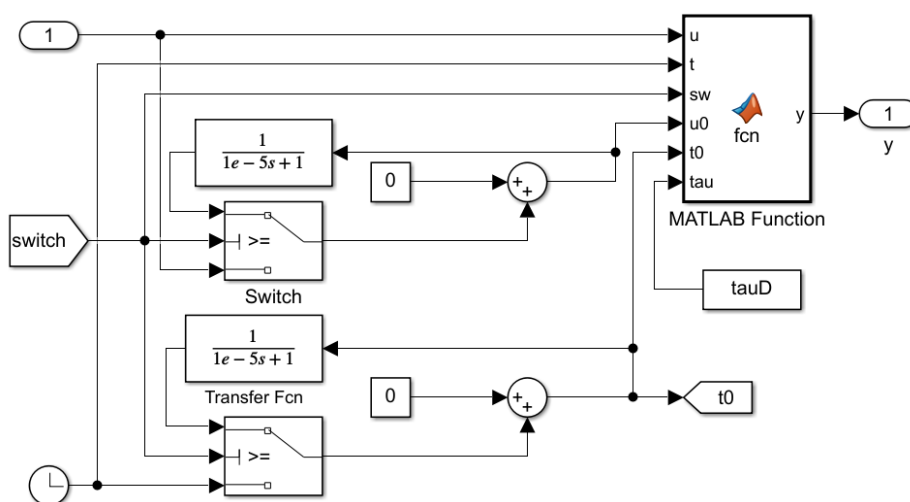 1
u
t
sw
u0
t0
tau
fcn
y
MATLAB Function
1
y
1
1e − 5s + 1
0
+
+
switch
>=
Switch
tauD
1
1e − 5s + 1
Transfer Fcn
0
+
+
t0
>=